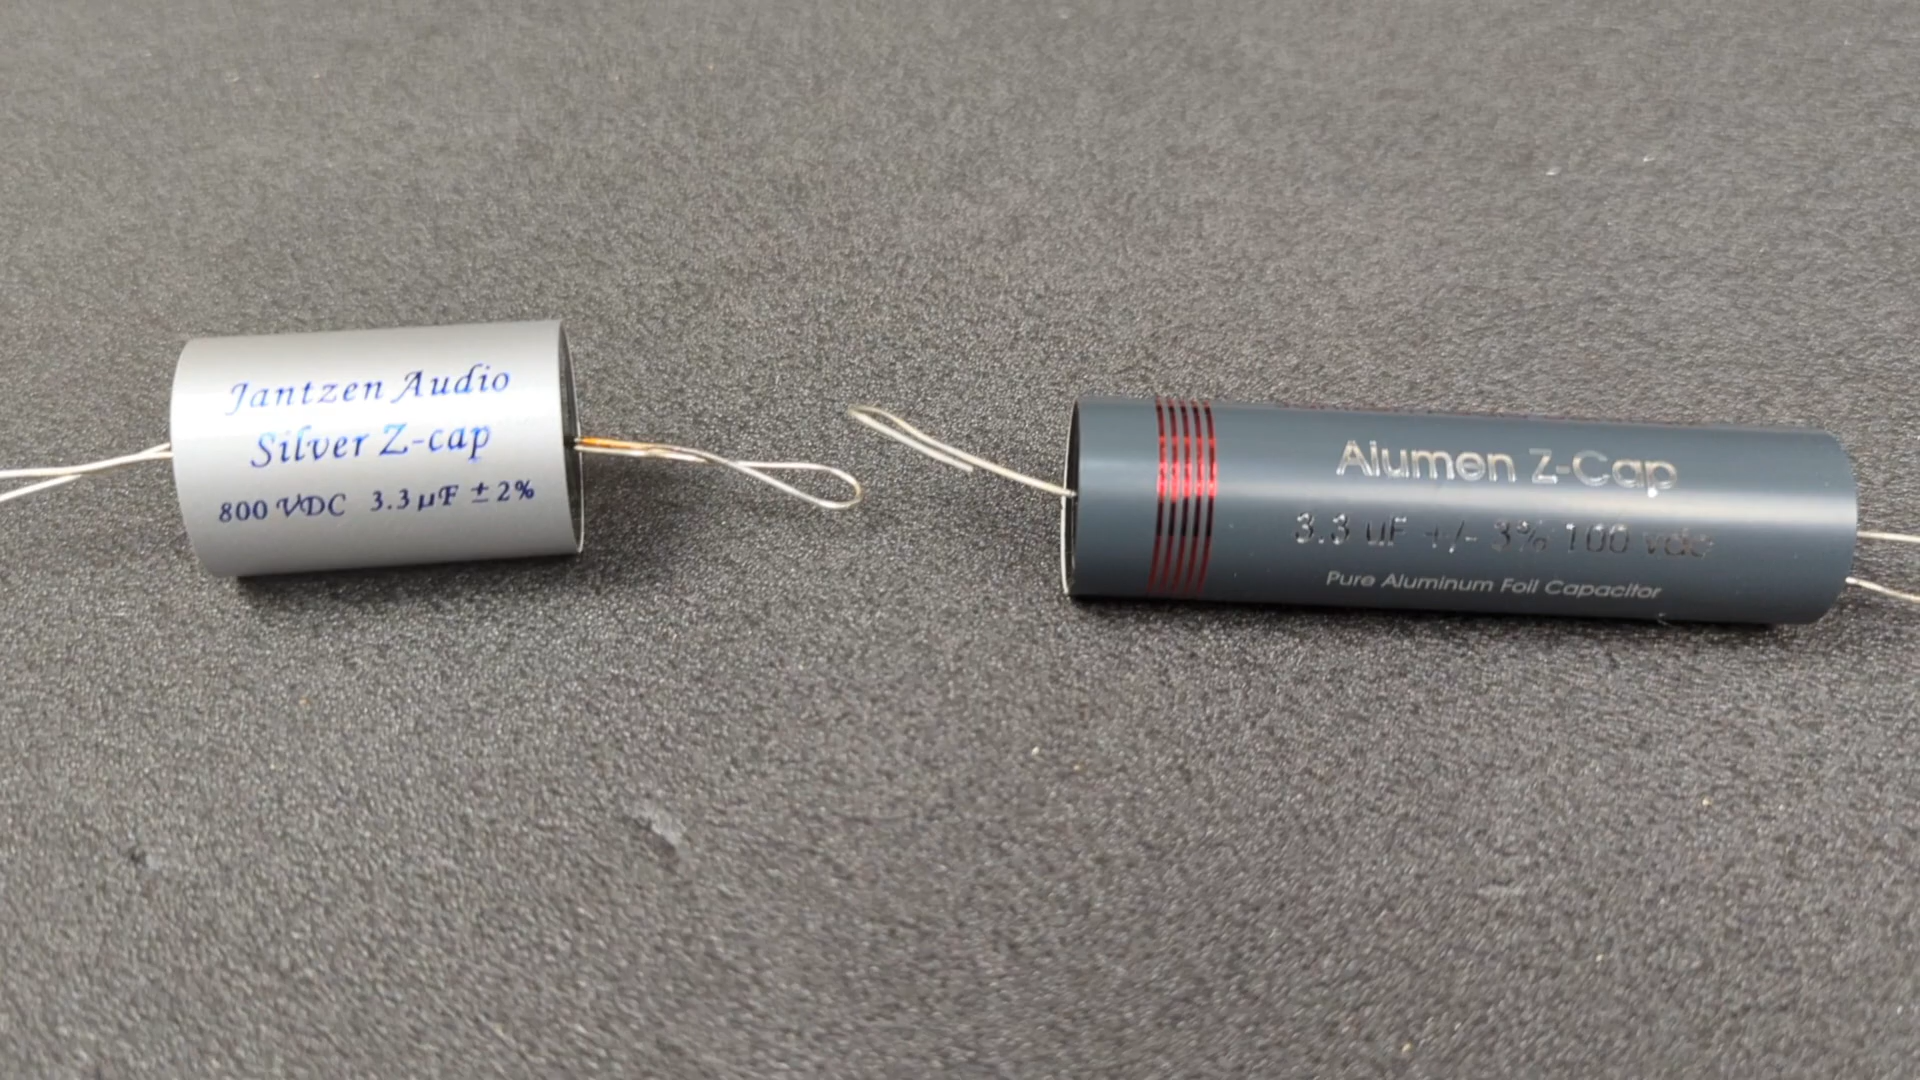 Jantzen Audio
Silver Z-cap
800 VDC 3.3 µF ± 2%
Alumen Z-Cap
3.3 uF +/- 3% 100 vdc
Pure Aluminum Foil Capacitor